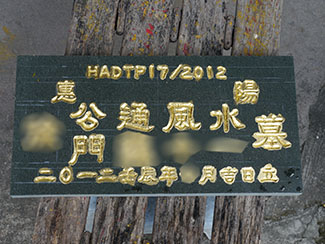 HADTP17/2012
惠 陽
公 通 風 水 墓
門
二〇一二壬辰年 月吉日立